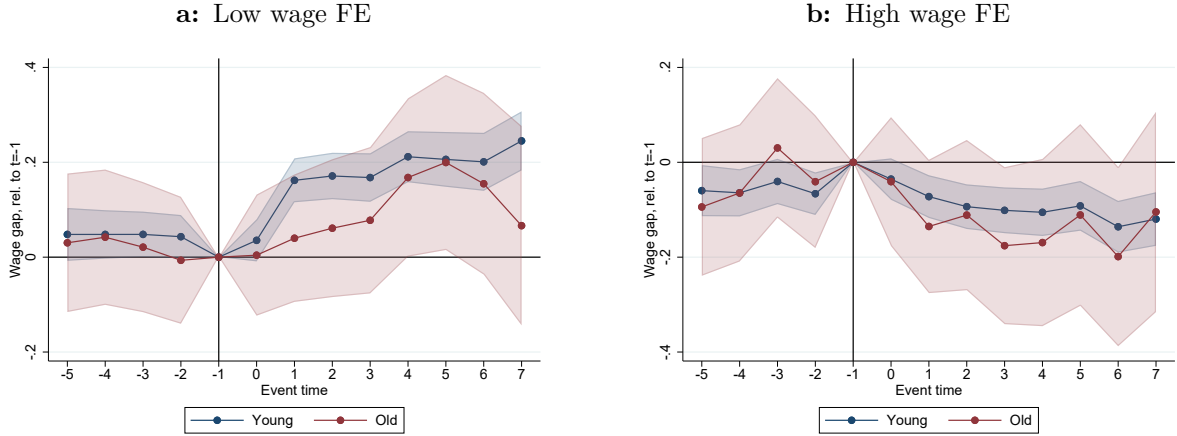 a: Low wage FE
Wage gap, rel. to t=-1
.4
.2
0
-.2
-5 -4 -3 -2 -1 0 1 2 3 4 5 6 7
Event time
Young Old
b: High wage FE
Wage gap, rel. to t=-1
.2
0
-.2
-.4
-5 -4 -3 -2 -1 0 1 2 3 4 5 6 7
Event time
Young Old